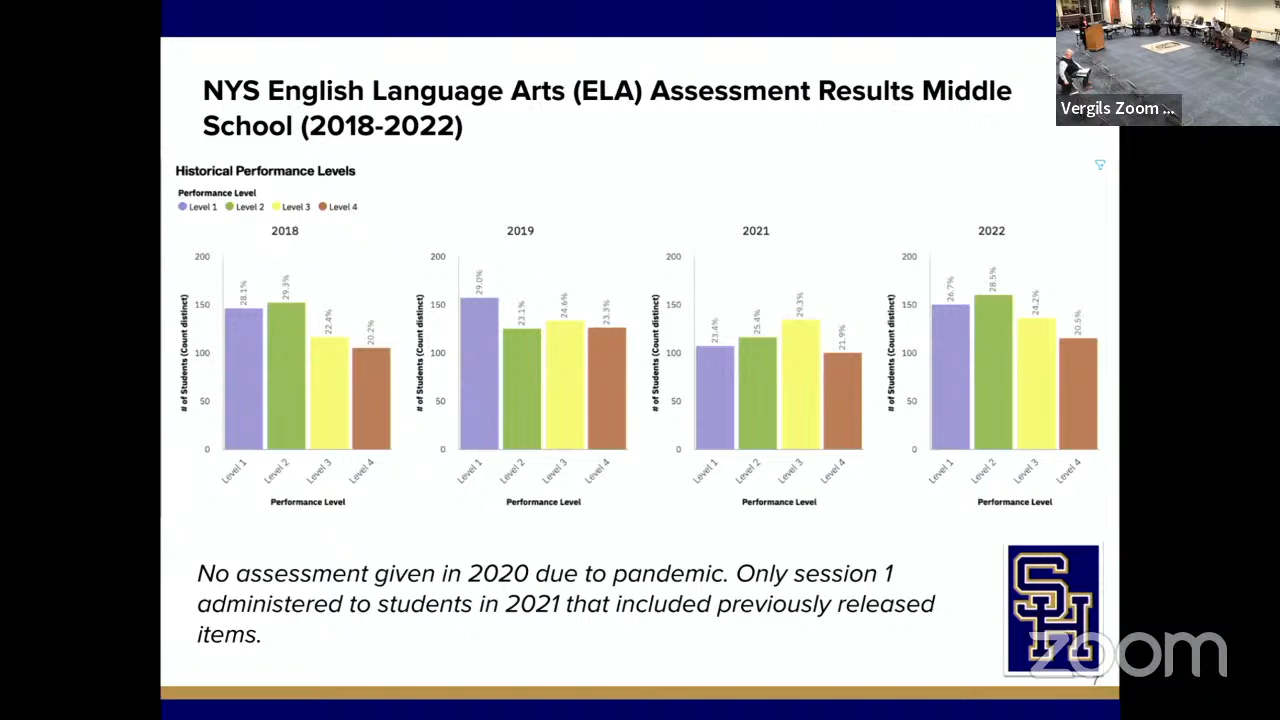 NYS English Language Arts (ELA) Assessment Results Middle
School (2018-2022)
Vergils Zoom ...
Historical Performance Levels
Performance Level
Level 1 Level 2 Level 3 Level 4
2018
200
150
100
50
0
# of Students (Count distinct)
28.1%
29.3%
22.4%
20.2%
Level 1
Level 2
Level 3
Level 4
Performance Level
2019
200
150
100
50
0
# of Students (Count distinct)
29.0%
23.1%
24.6%
23.3%
Level 1
Level 2
Level 3
Level 4
Performance Level
2021
200
150
100
50
0
# of Students (Count distinct)
23.4%
25.4%
29.3%
21.9%
Level 1
Level 2
Level 3
Level 4
Performance Level
2022
200
150
100
50
0
# of Students (Count distinct)
26.7%
28.5%
24.2%
20.5%
Level 1
Level 2
Level 3
Level 4
Performance Level
No assessment given in 2020 due to pandemic. Only session 1
administered to students in 2021 that included previously released
items.
SH
zoom
7